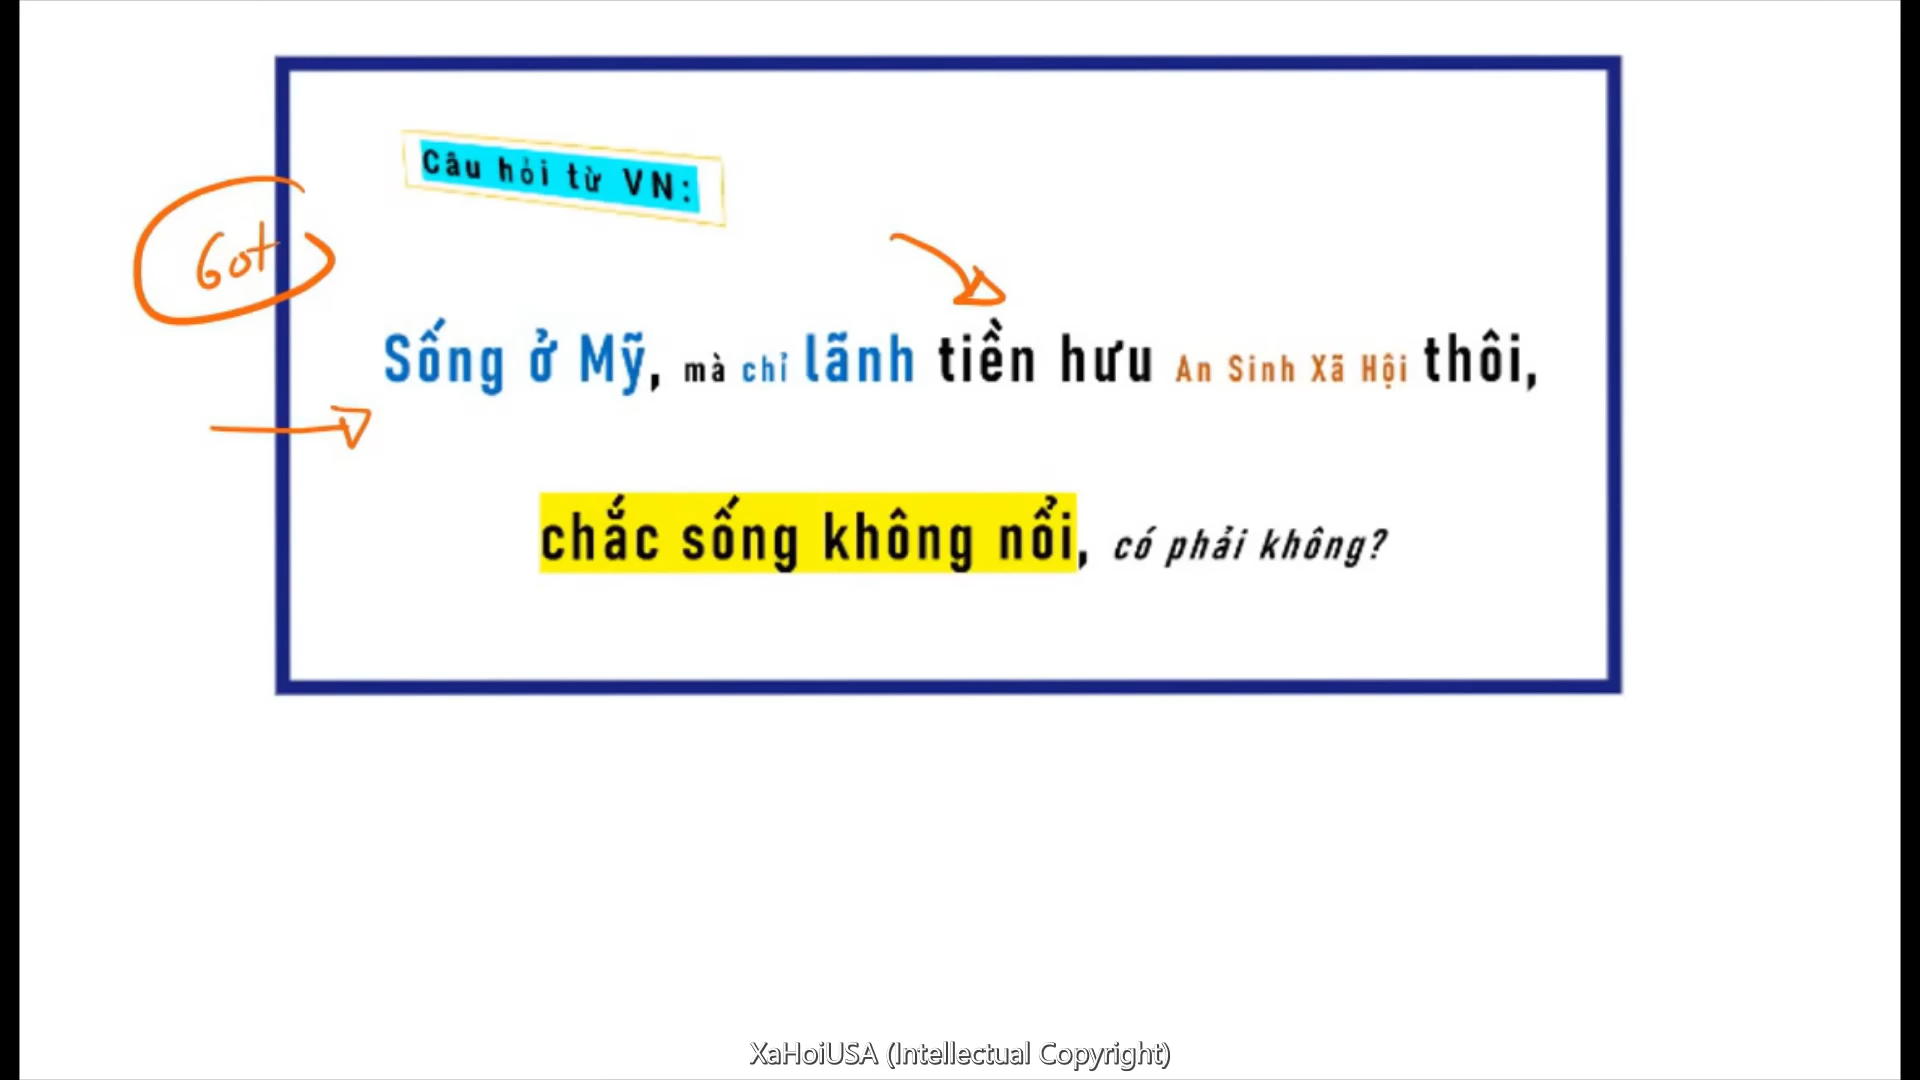 Câu hỏi từ VN:
60t
Sống ở Mỹ, mà chỉ lãnh tiền hưu An Sinh Xã Hội thôi,
chắc sống không nổi, có phải không?
XaHoiUSA (Intellectual Copyright)